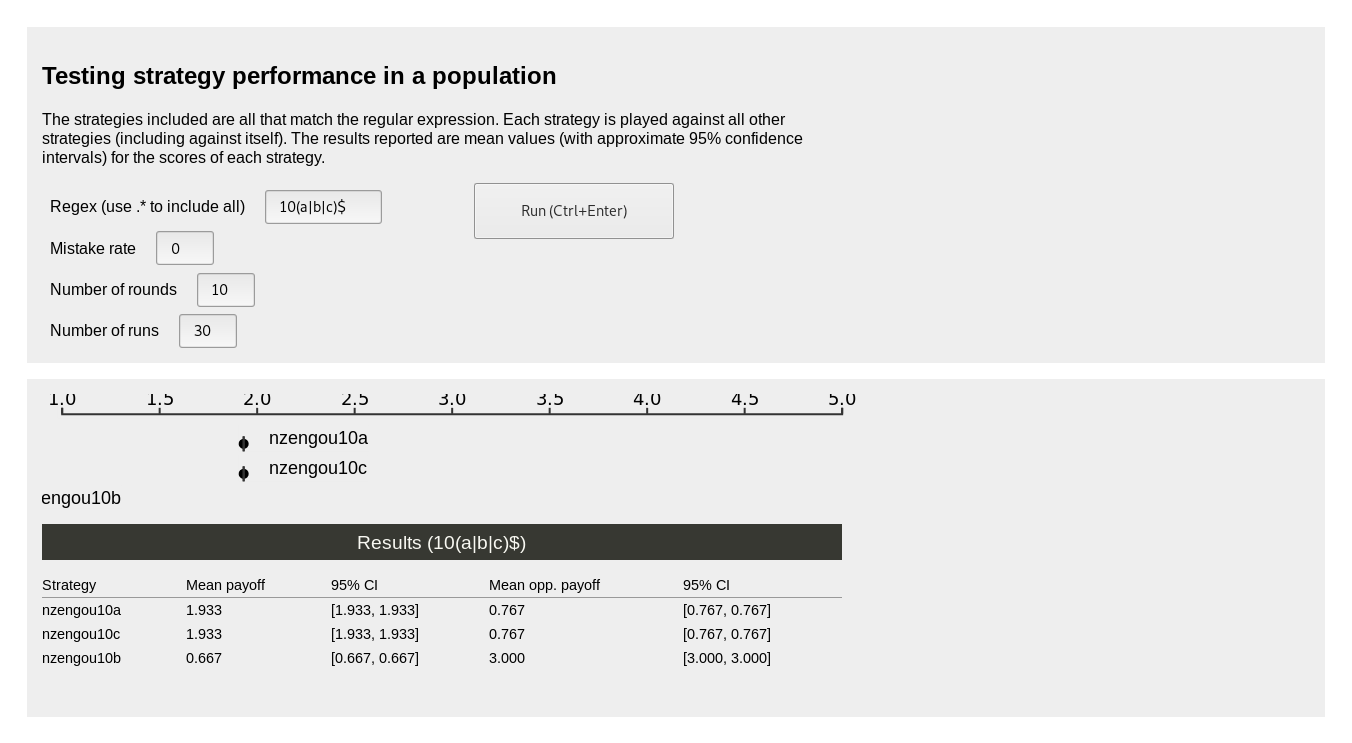 Testing strategy performance in a population
The strategies included are all that match the regular expression. Each strategy is played against all other
strategies (including against itself). The results reported are mean values (with approximate 95% confidence
intervals) for the scores of each strategy.
Regex (use .* to include all) 10(a|b|c)$ Run (Ctrl+Enter)
Mistake rate 0
Number of rounds 10
Number of runs 30
1.0 1.5 2.0 2.5 3.0 3.5 4.0 4.5 5.0
nzengou10a
nzengou10c
engou10b
Results (10(a|b|c)$)
Strategy Mean payoff 95% CI Mean opp. payoff 95% CI
nzengou10a 1.933 [1.933, 1.933] 0.767 [0.767, 0.767]
nzengou10c 1.933 [1.933, 1.933] 0.767 [0.767, 0.767]
nzengou10b 0.667 [0.667, 0.667] 3.000 [3.000, 3.000]